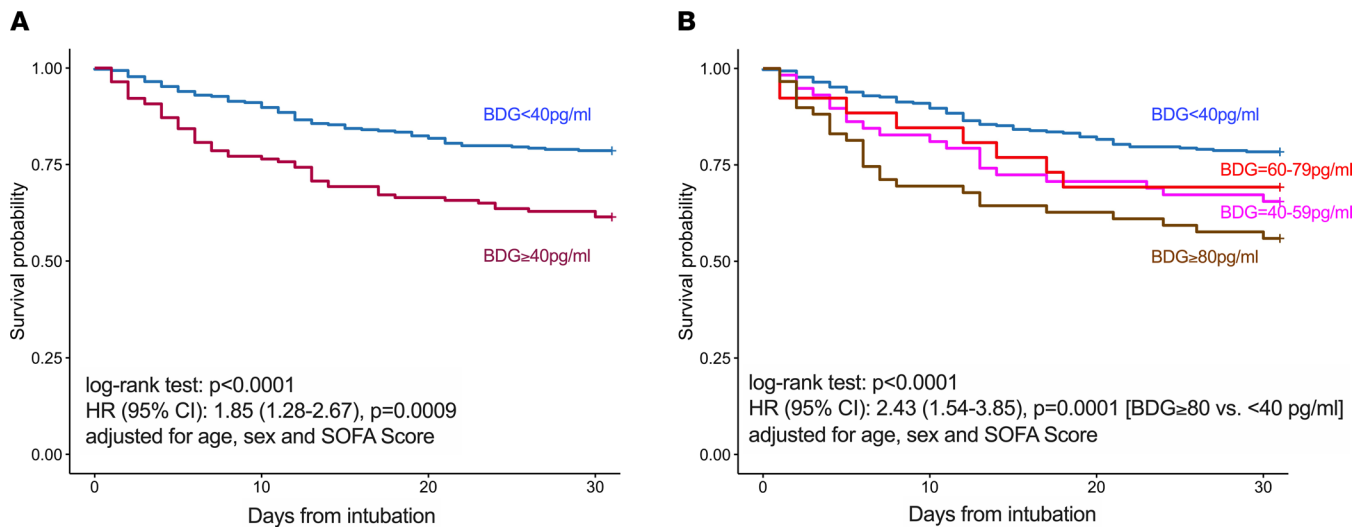 A
Survival probability
1.00
0.75
0.50
0.25
0.00
BDG<40pg/ml
BDG≥40pg/ml
log-rank test: p<0.0001
HR (95% CI): 1.85 (1.28-2.67), p=0.0009
adjusted for age, sex and SOFA Score
0
10
20
30
Days from intubation
B
Survival probability
1.00
0.75
0.50
0.25
0.00
BDG<40pg/ml
BDG=60-79pg/ml
BDG=40-59pg/ml
BDG≥80pg/ml
log-rank test: p<0.0001
HR (95% CI): 2.43 (1.54-3.85), p=0.0001 [BDG≥80 vs. <40 pg/ml]
adjusted for age, sex and SOFA Score
0
10
20
30
Days from intubation